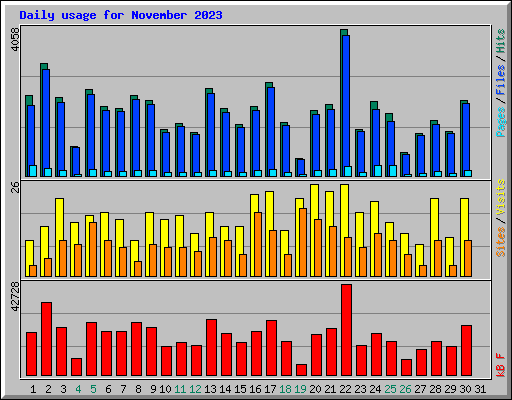 Daily usage for November 2023
4058
Pages / Files / Hits
26
Sites / Visits
42728
kB F
1 2 3 4 5 6 7 8 9 10 11 12 13 14 15 16 17 18 19 20 21 22 23 24 25 26 27 28 29 30 31